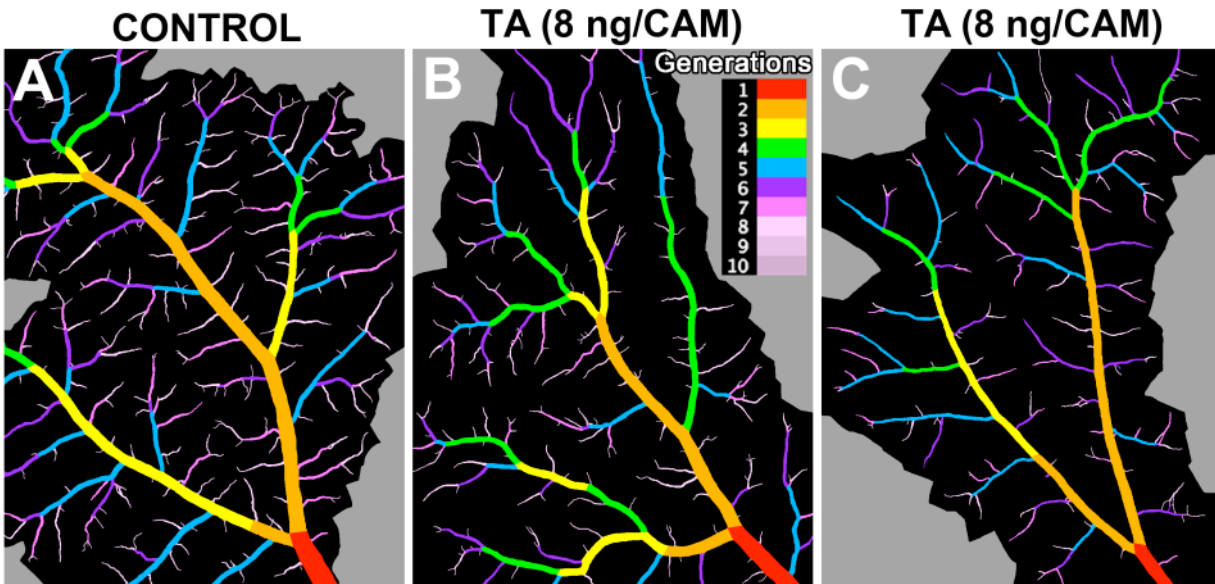 CONTROL
TA (8 ng/CAM)
TA (8 ng/CAM)
A
B
C
Generations
1
2
3
4
5
6
7
8
9
10